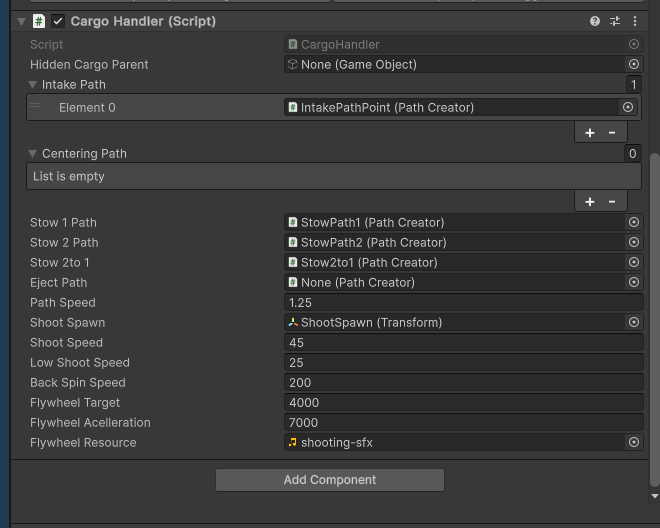 Cargo Handler (Script)
Script CargoHandler
Hidden Cargo Parent None (Game Object)
Intake Path 1
Element 0 IntakePathPoint (Path Creator)
+ -
Centering Path 0
List is empty
+ -
Stow 1 Path StowPath1 (Path Creator)
Stow 2 Path StowPath2 (Path Creator)
Stow 2to 1 Stow2to1 (Path Creator)
Eject Path None (Path Creator)
Path Speed 1.25
Shoot Spawn ShootSpawn (Transform)
Shoot Speed 45
Low Shoot Speed 25
Back Spin Speed 200
Flywheel Target 4000
Flywheel Acelleration 7000
Flywheel Resource shooting-sfx
Add Component